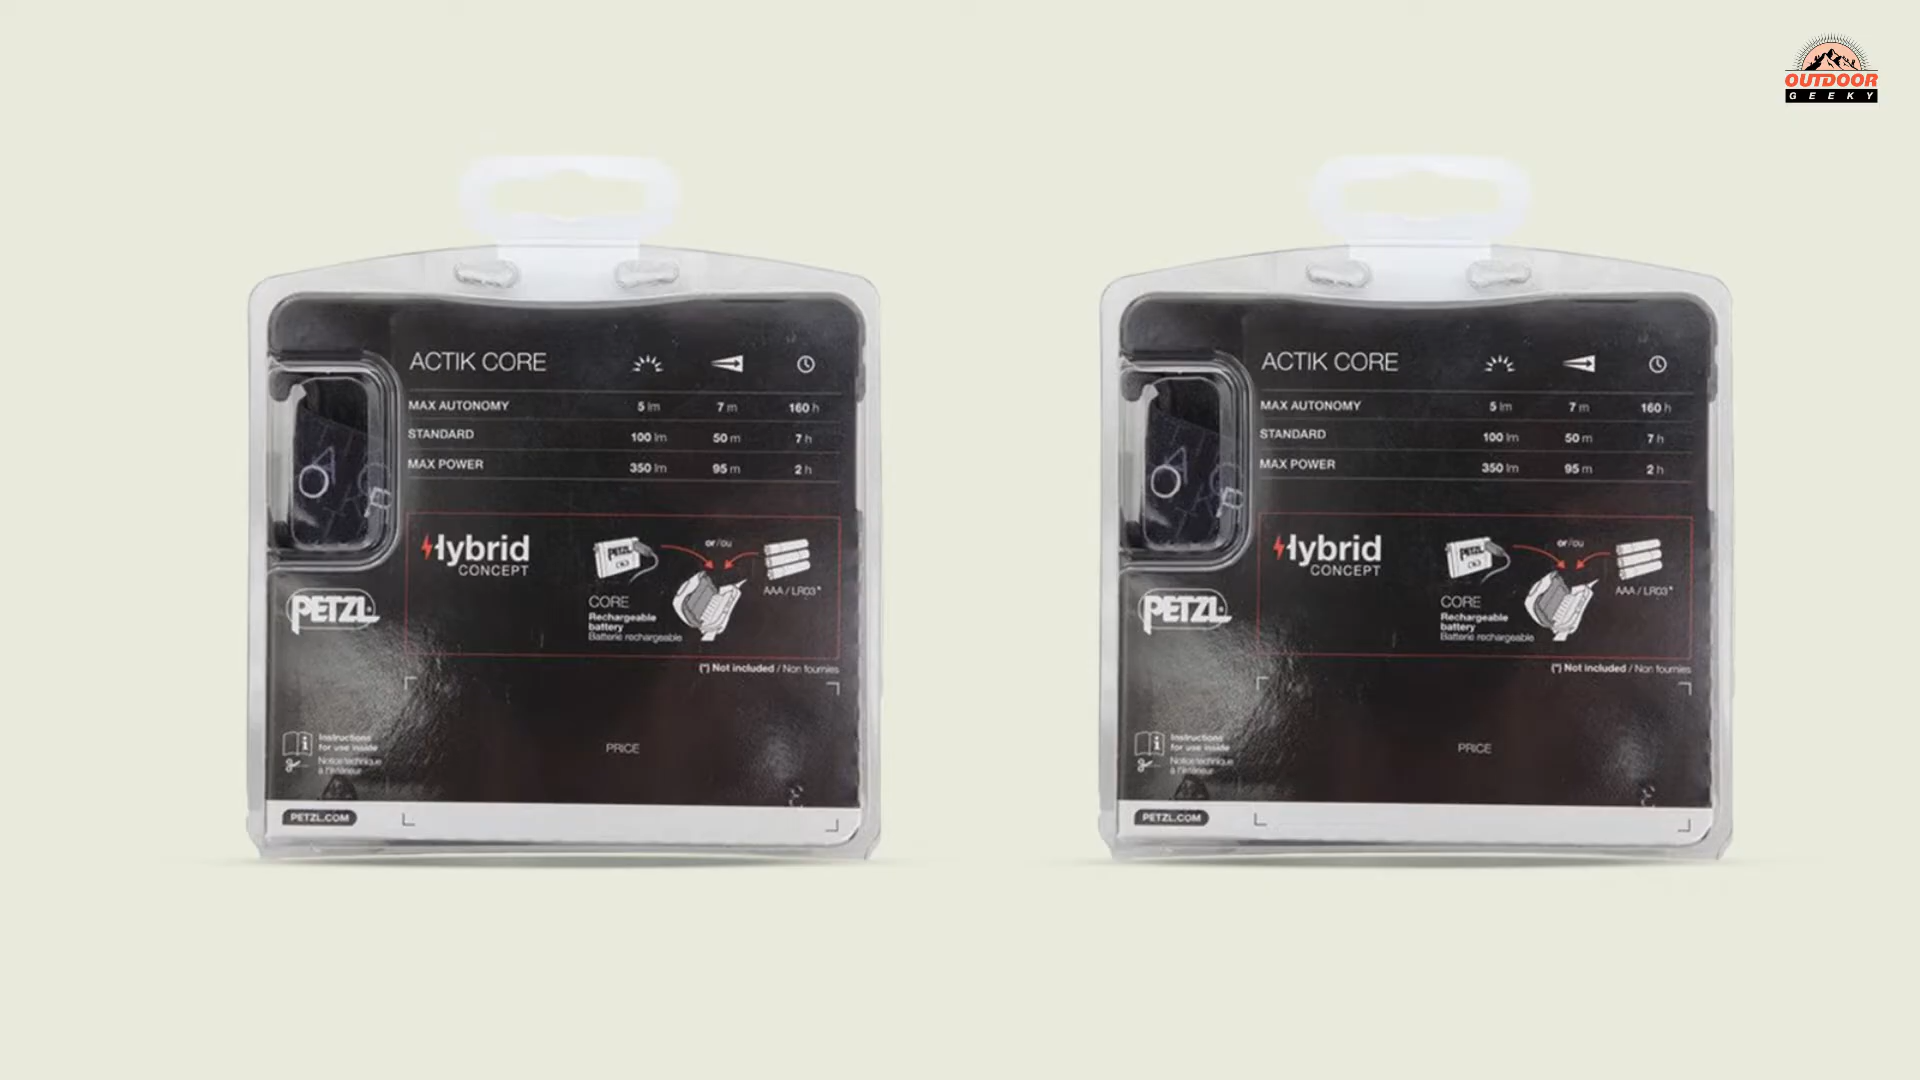 OUTDOOR
GEEKY
ACTIK CORE
MAX AUTONOMY 5 lm 7 m 160 h
STANDARD 100 lm 50 m 7 h
MAX POWER 350 lm 95 m 2 h
Hybrid
CONCEPT
PETZL
or/ou
AAA / LR03*
CORE
Rechargeable
battery
Batterie rechargeable
PETZL
(*) Not included / Non fournies
Instructions
for use inside
Notice technique
à l'intérieur
PRICE
PETZL.COM
ACTIK CORE
MAX AUTONOMY 5 lm 7 m 160 h
STANDARD 100 lm 50 m 7 h
MAX POWER 350 lm 95 m 2 h
Hybrid
CONCEPT
PETZL
or/ou
AAA / LR03*
CORE
Rechargeable
battery
Batterie rechargeable
PETZL
(*) Not included / Non fournies
Instructions
for use inside
Notice technique
à l'intérieur
PRICE
PETZL.COM